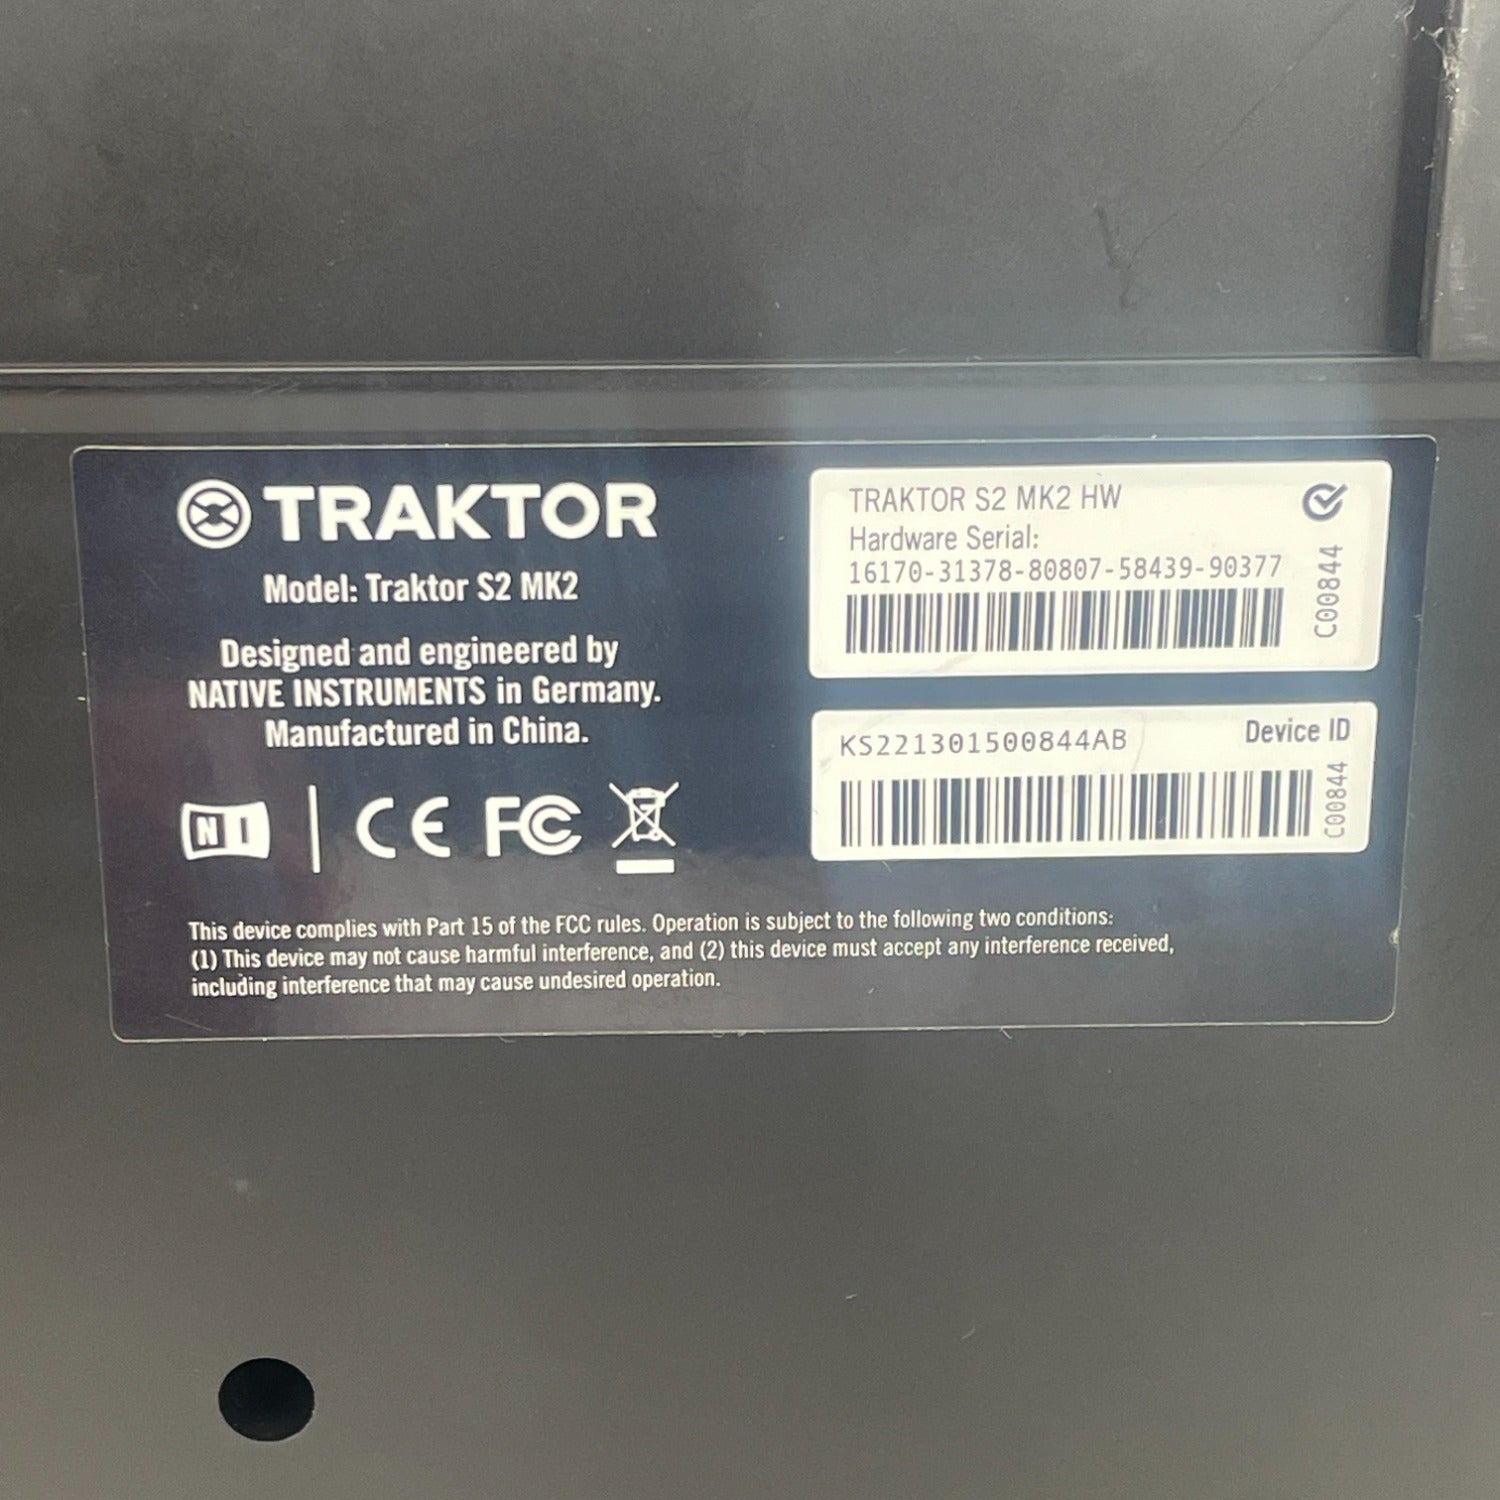 TRAKTOR
Model: Traktor S2 MK2
Designed and engineered by
NATIVE INSTRUMENTS in Germany.
Manufactured in China.
NI
CE FC
This device complies with Part 15 of the FCC rules. Operation is subject to the following two conditions:
(1) This device may not cause harmful interference, and (2) this device must accept any interference received,
including interference that may cause undesired operation.
TRAKTOR S2 MK2 HW
Hardware Serial:
16170-31378-80807-58439-90377
C00844
KS221301500844AB
Device ID
C00844